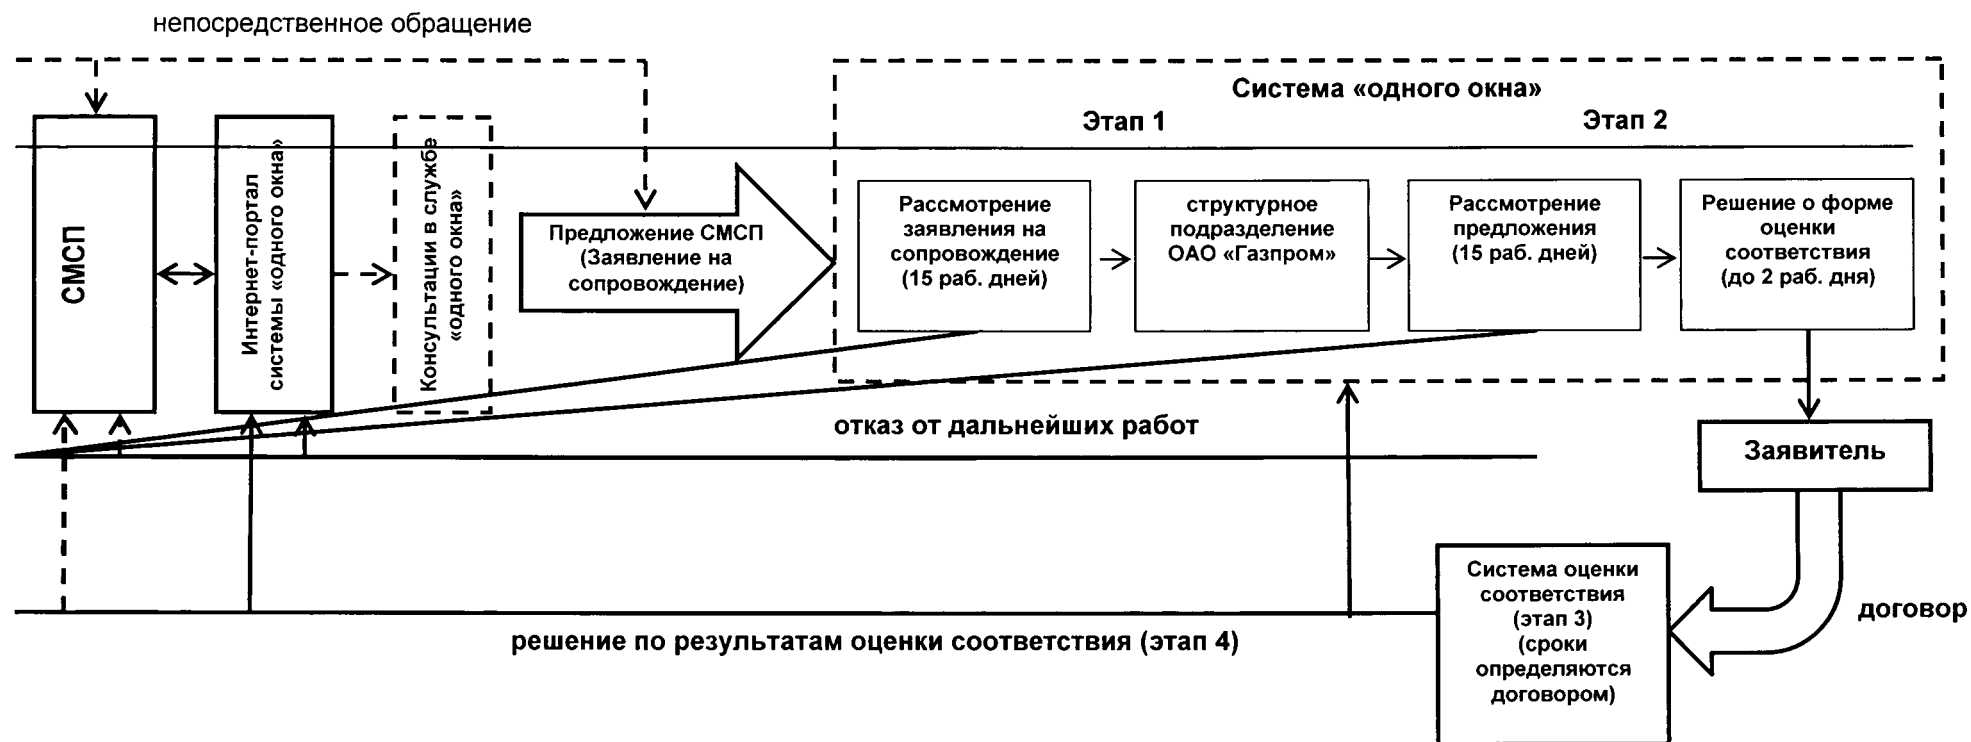 непосредственное обращение
Система «одного окна»
Этап 1
Этап 2
СМСП
Интернет-портал
системы «одного окна»
Консультации в службе
«одного окна»
Предложение СМСП
(Заявление на
сопровождение)
Рассмотрение
заявления на
сопровождение
(15 раб. дней)
структурное
подразделение
ОАО «Газпром»
Рассмотрение
предложения
(15 раб. дней)
Решение о форме
оценки
соответствия
(до 2 раб. дня)
отказ от дальнейших работ
Заявитель
Система оценки
соответствия
(этап 3)
(сроки
определяются
договором)
договор
решение по результатам оценки соответствия (этап 4)